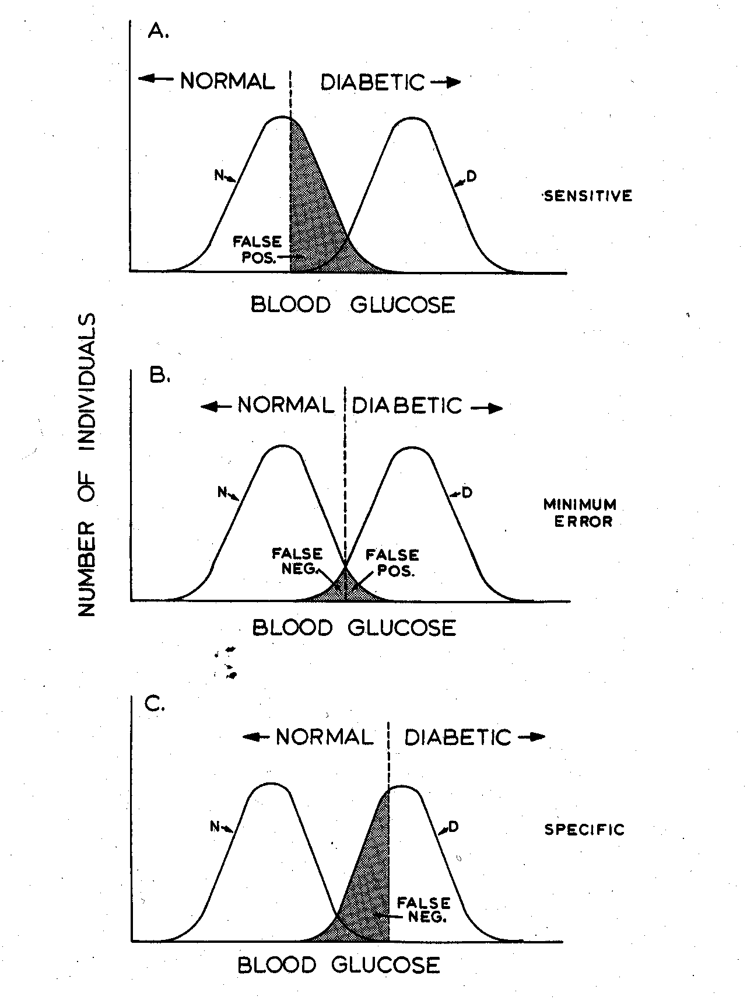 A.
NORMAL
DIABETIC
N
D
SENSITIVE
FALSE
POS.
BLOOD GLUCOSE
NUMBER OF INDIVIDUALS
B.
NORMAL
DIABETIC
N
D
MINIMUM
ERROR
FALSE
NEG.
FALSE
POS.
BLOOD GLUCOSE
C.
NORMAL
DIABETIC
N
D
SPECIFIC
FALSE
NEG.
BLOOD GLUCOSE